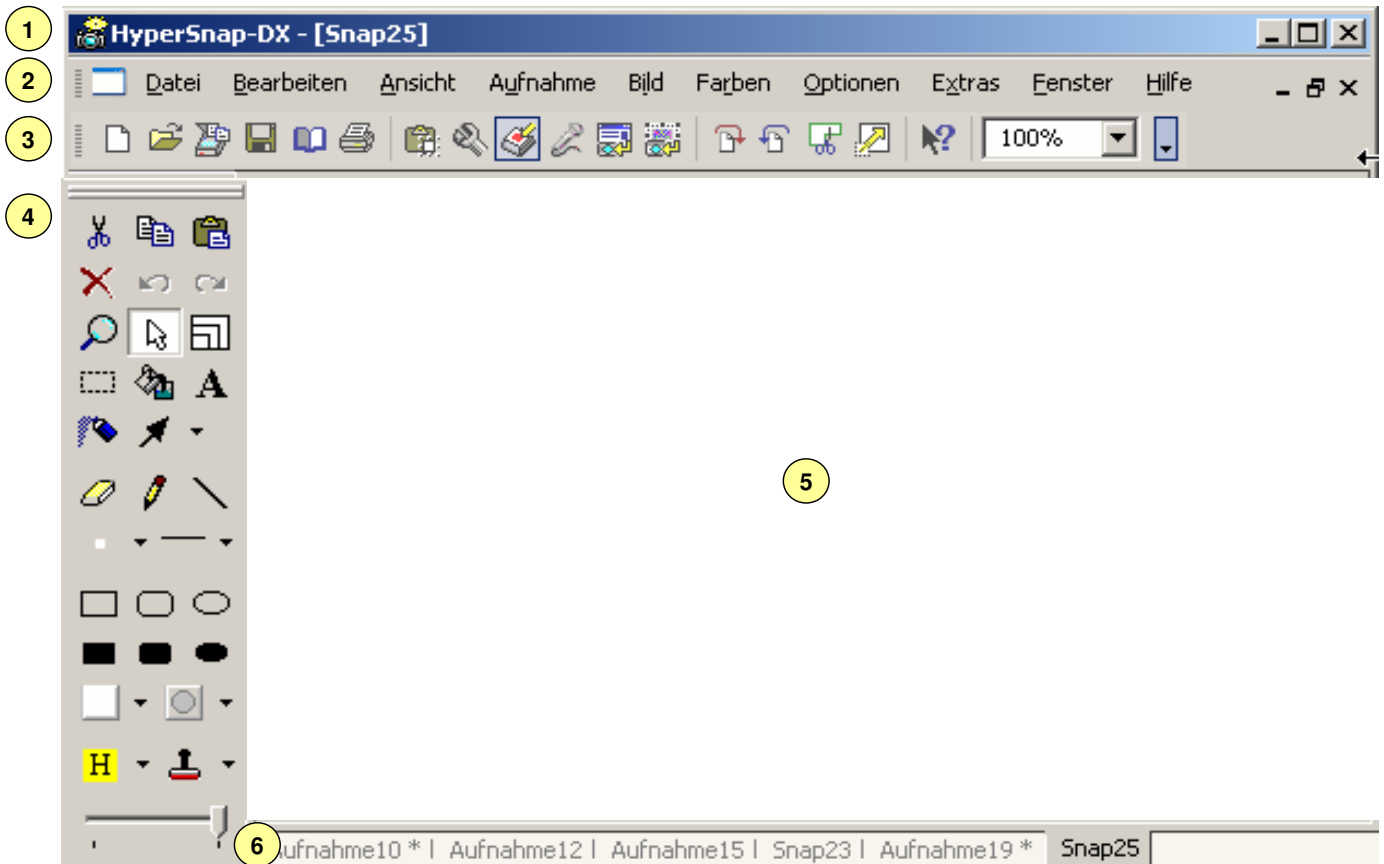 1
HyperSnap-DX - [Snap25]
2
Datei Bearbeiten Ansicht Aufnahme Bild Farben Optionen Extras Fenster Hilfe
3
100%
4
A
5
H
6
Aufnahme10 * | Aufnahme12 | Aufnahme15 | Snap23 | Aufnahme19 * Snap25